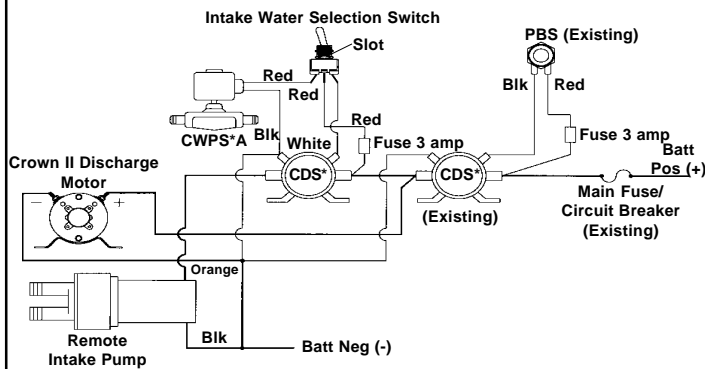 Intake Water Selection Switch
Slot
PBS (Existing)
Red
Red
Blk
Red
CWPS*A
Blk
White
Red
Fuse 3 amp
Fuse 3 amp
Batt
Pos (+)
Crown II Discharge
Motor
CDS*
CDS*
(Existing)
Main Fuse/
Circuit Breaker
(Existing)
− +
Orange
Blk
Batt Neg (-)
Remote
Intake Pump